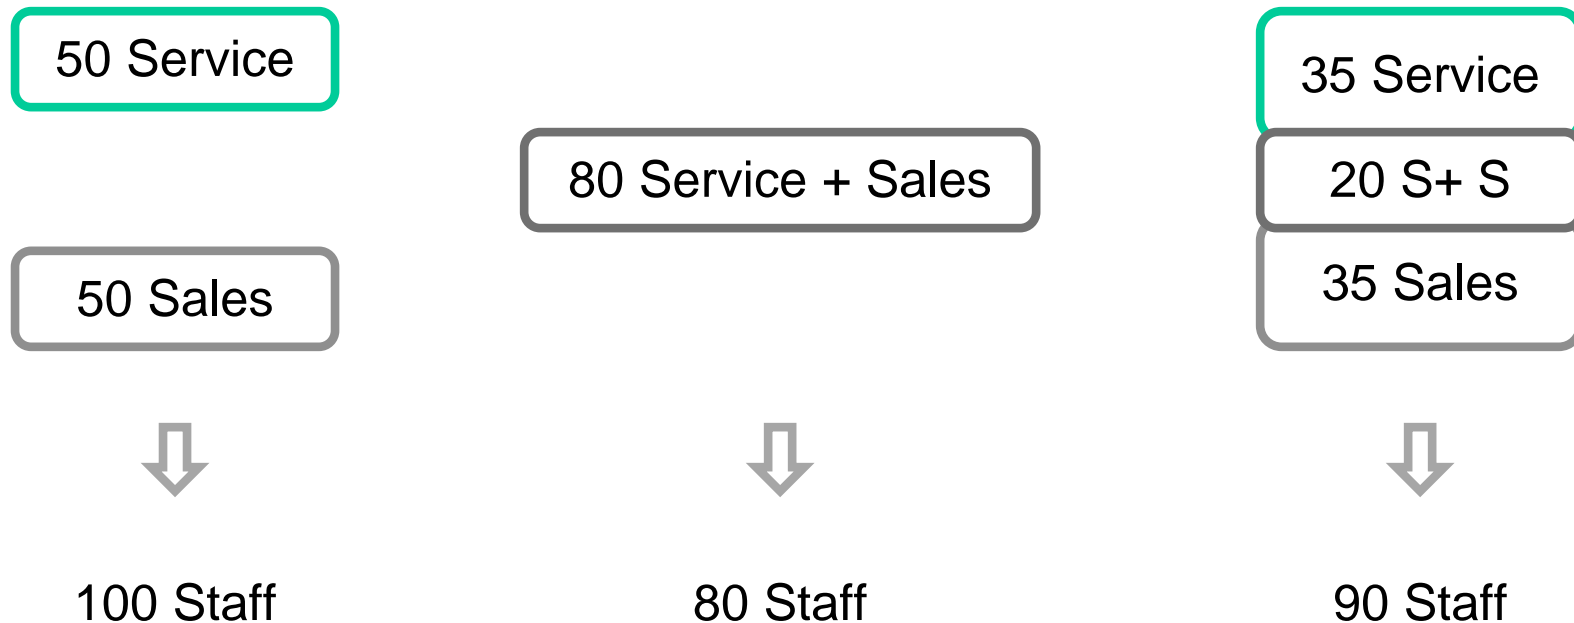 50 Service
50 Sales
100 Staff
80 Service + Sales
80 Staff
35 Service
20 S+ S
35 Sales
90 Staff